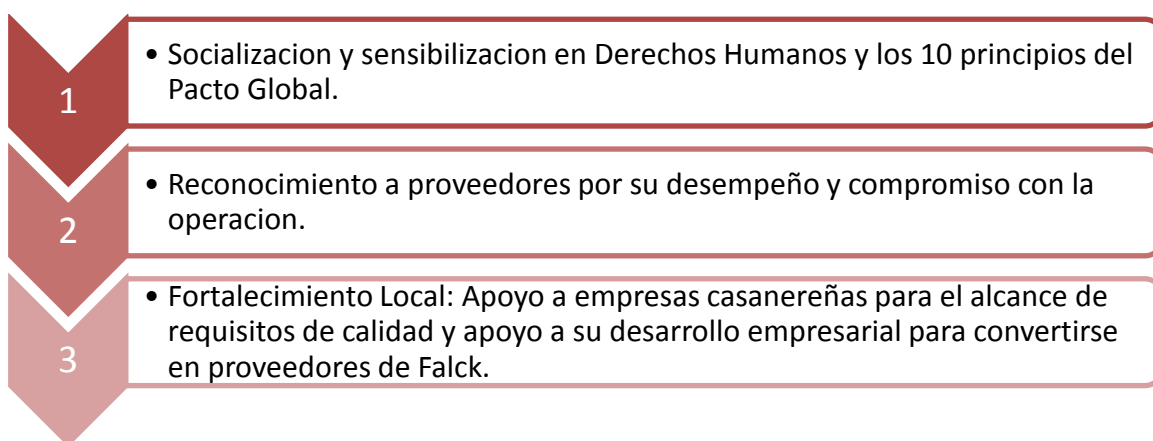 1
• Socializacion y sensibilizacion en Derechos Humanos y los 10 principios del
Pacto Global.
2
• Reconocimiento a proveedores por su desempeño y compromiso con la
operacion.
3
• Fortalecimiento Local: Apoyo a empresas casanereñas para el alcance de
requisitos de calidad y apoyo a su desarrollo empresarial para convertirse
en proveedores de Falck.